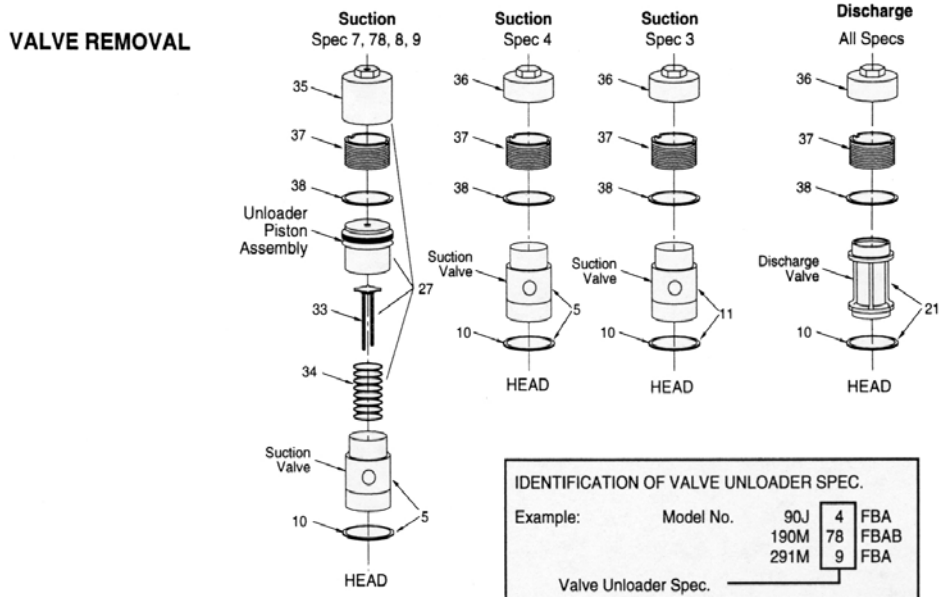 VALVE REMOVAL
Suction
Spec 7, 78, 8, 9
35
37
38
Unloader
Piston
Assembly
27
33
34
Suction
Valve
5
10
HEAD
Suction
Spec 4
36
37
38
Suction
Valve
5
10
HEAD
Suction
Spec 3
36
37
38
Suction
Valve
11
10
HEAD
Discharge
All Specs
36
37
38
Discharge
Valve
21
10
HEAD
IDENTIFICATION OF VALVE UNLOADER SPEC.
Example: Model No. 90J 4 FBA
190M 78 FBAB
291M 9 FBA
Valve Unloader Spec.